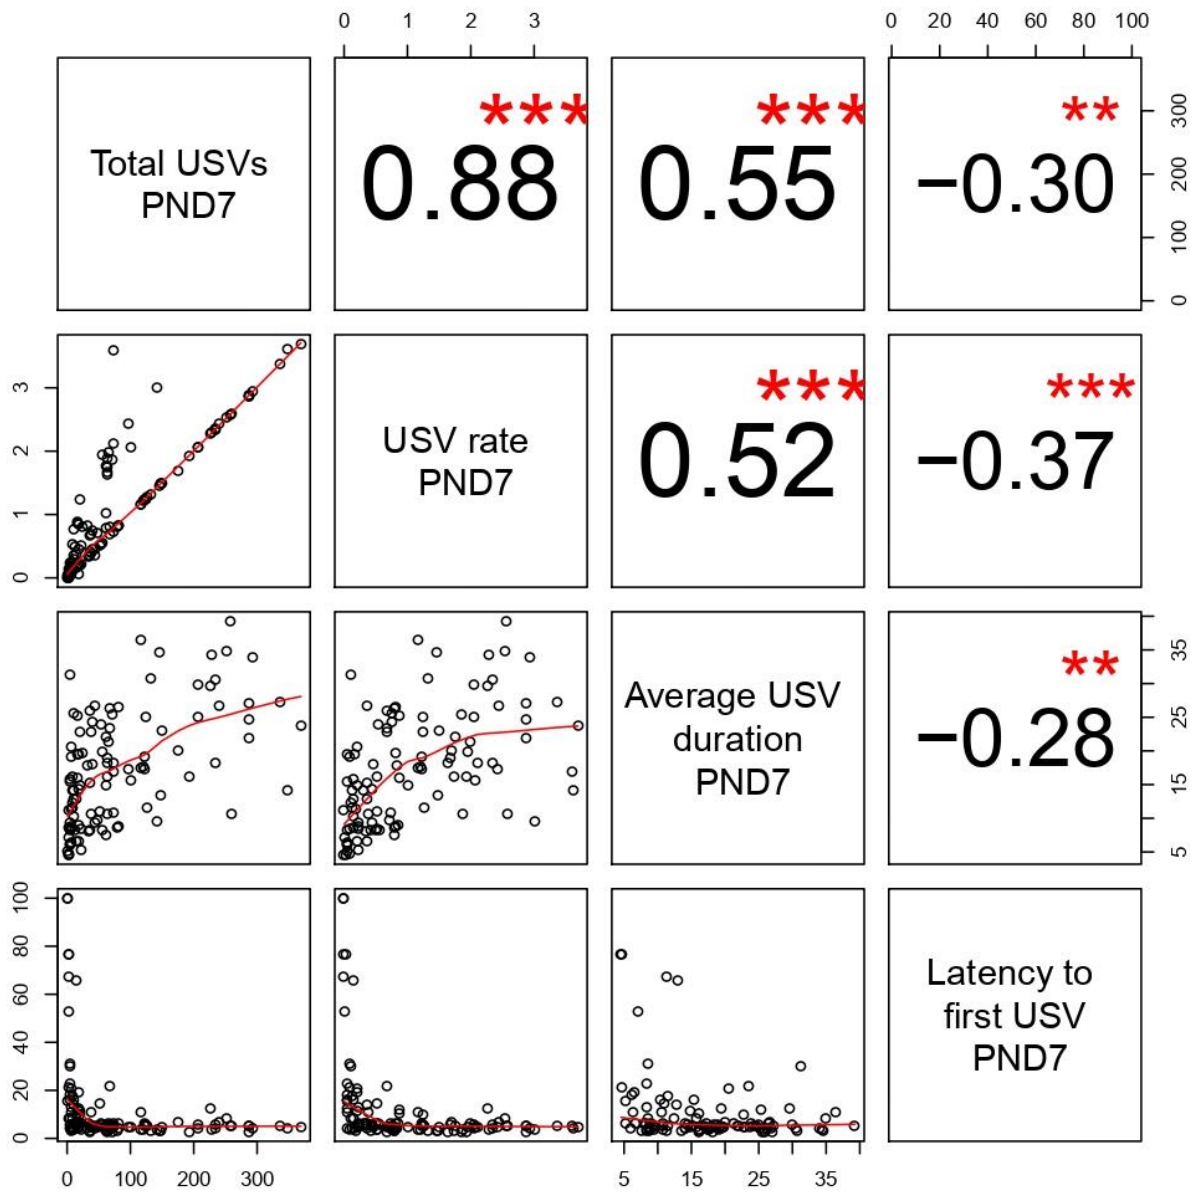 0 1 2 3
0 20 40 60 80 100
Total USVs
PND7
***
0.88
***
0.55
**
−0.30
0 100 200 300
0 1 2 3
USV rate
PND7
***
0.52
***
−0.37
Average USV
duration
PND7
**
−0.28
5 15 25 35
0 20 40 60 80 100
Latency to
first USV
PND7
0 100 200 300
5 15 25 35